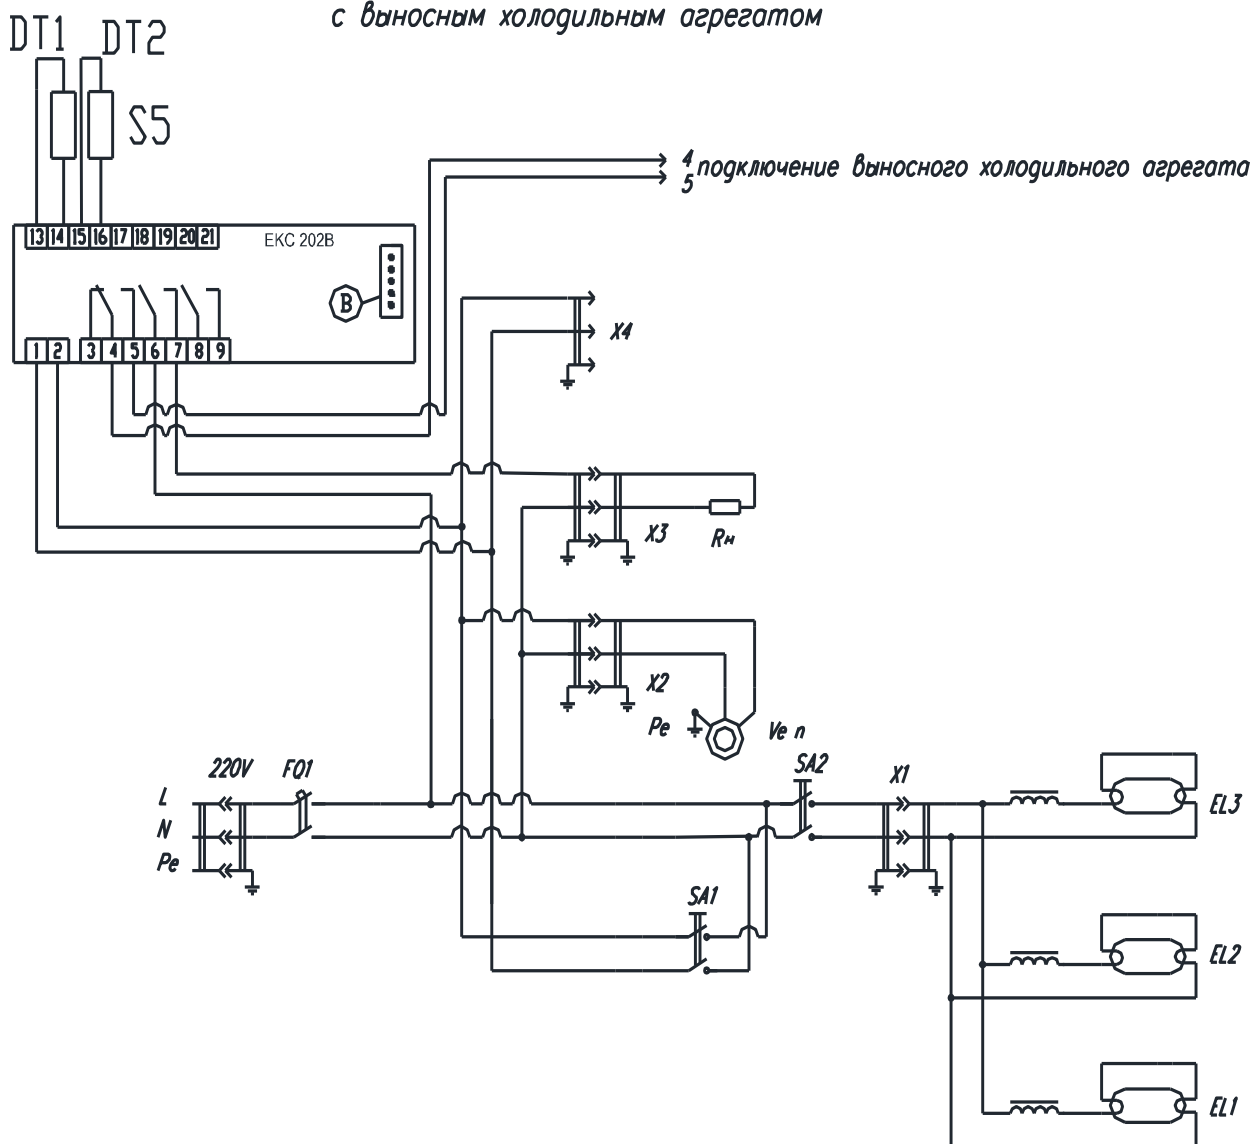 с выносным холодильным агрегатом
DT1 DT2
S5
4
5 подключение выносного холодильного агрегата
13 14 15 16 17 18 19 20 21
ЕКС 202В
B
1 2 3 4 5 6 7 8 9
X4
X3
Rн
X2
Pe
Ve n
220V
FQ1
SA2
X1
L
N
Pe
EL3
SA1
EL2
EL1